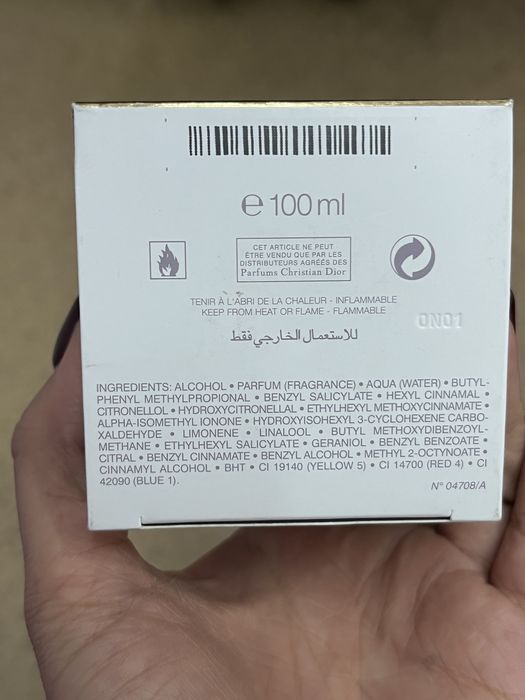 ℮ 100 ml
CET ARTICLE NE PEUT
ÊTRE VENDU QUE PAR LES
DISTRIBUTEURS AGRÉÉS DES
Parfums Christian Dior
TENIR À L'ABRI DE LA CHALEUR - INFLAMMABLE
KEEP FROM HEAT OR FLAME - FLAMMABLE
0N01
للاستعمال الخارجي فقط
INGREDIENTS: ALCOHOL • PARFUM (FRAGRANCE) • AQUA (WATER) • BUTYL-
PHENYL METHYLPROPIONAL • BENZYL SALICYLATE • HEXYL CINNAMAL •
CITRONELLOL • HYDROXYCITRONELLAL • ETHYLHEXYL METHOXYCINNAMATE •
ALPHA-ISOMETHYL IONONE • HYDROXYISOHEXYL 3-CYCLOHEXENE CARBO-
XALDEHYDE • LIMONENE • LINALOOL • BUTYL METHOXYDIBENZOYL-
METHANE • ETHYLHEXYL SALICYLATE • GERANIOL • BENZYL BENZOATE •
CITRAL • BENZYL CINNAMATE • BENZYL ALCOHOL • METHYL 2-OCTYNOATE •
CINNAMYL ALCOHOL • BHT • CI 19140 (YELLOW 5) • CI 14700 (RED 4) • CI
42090 (BLUE 1).
N° 04708/A